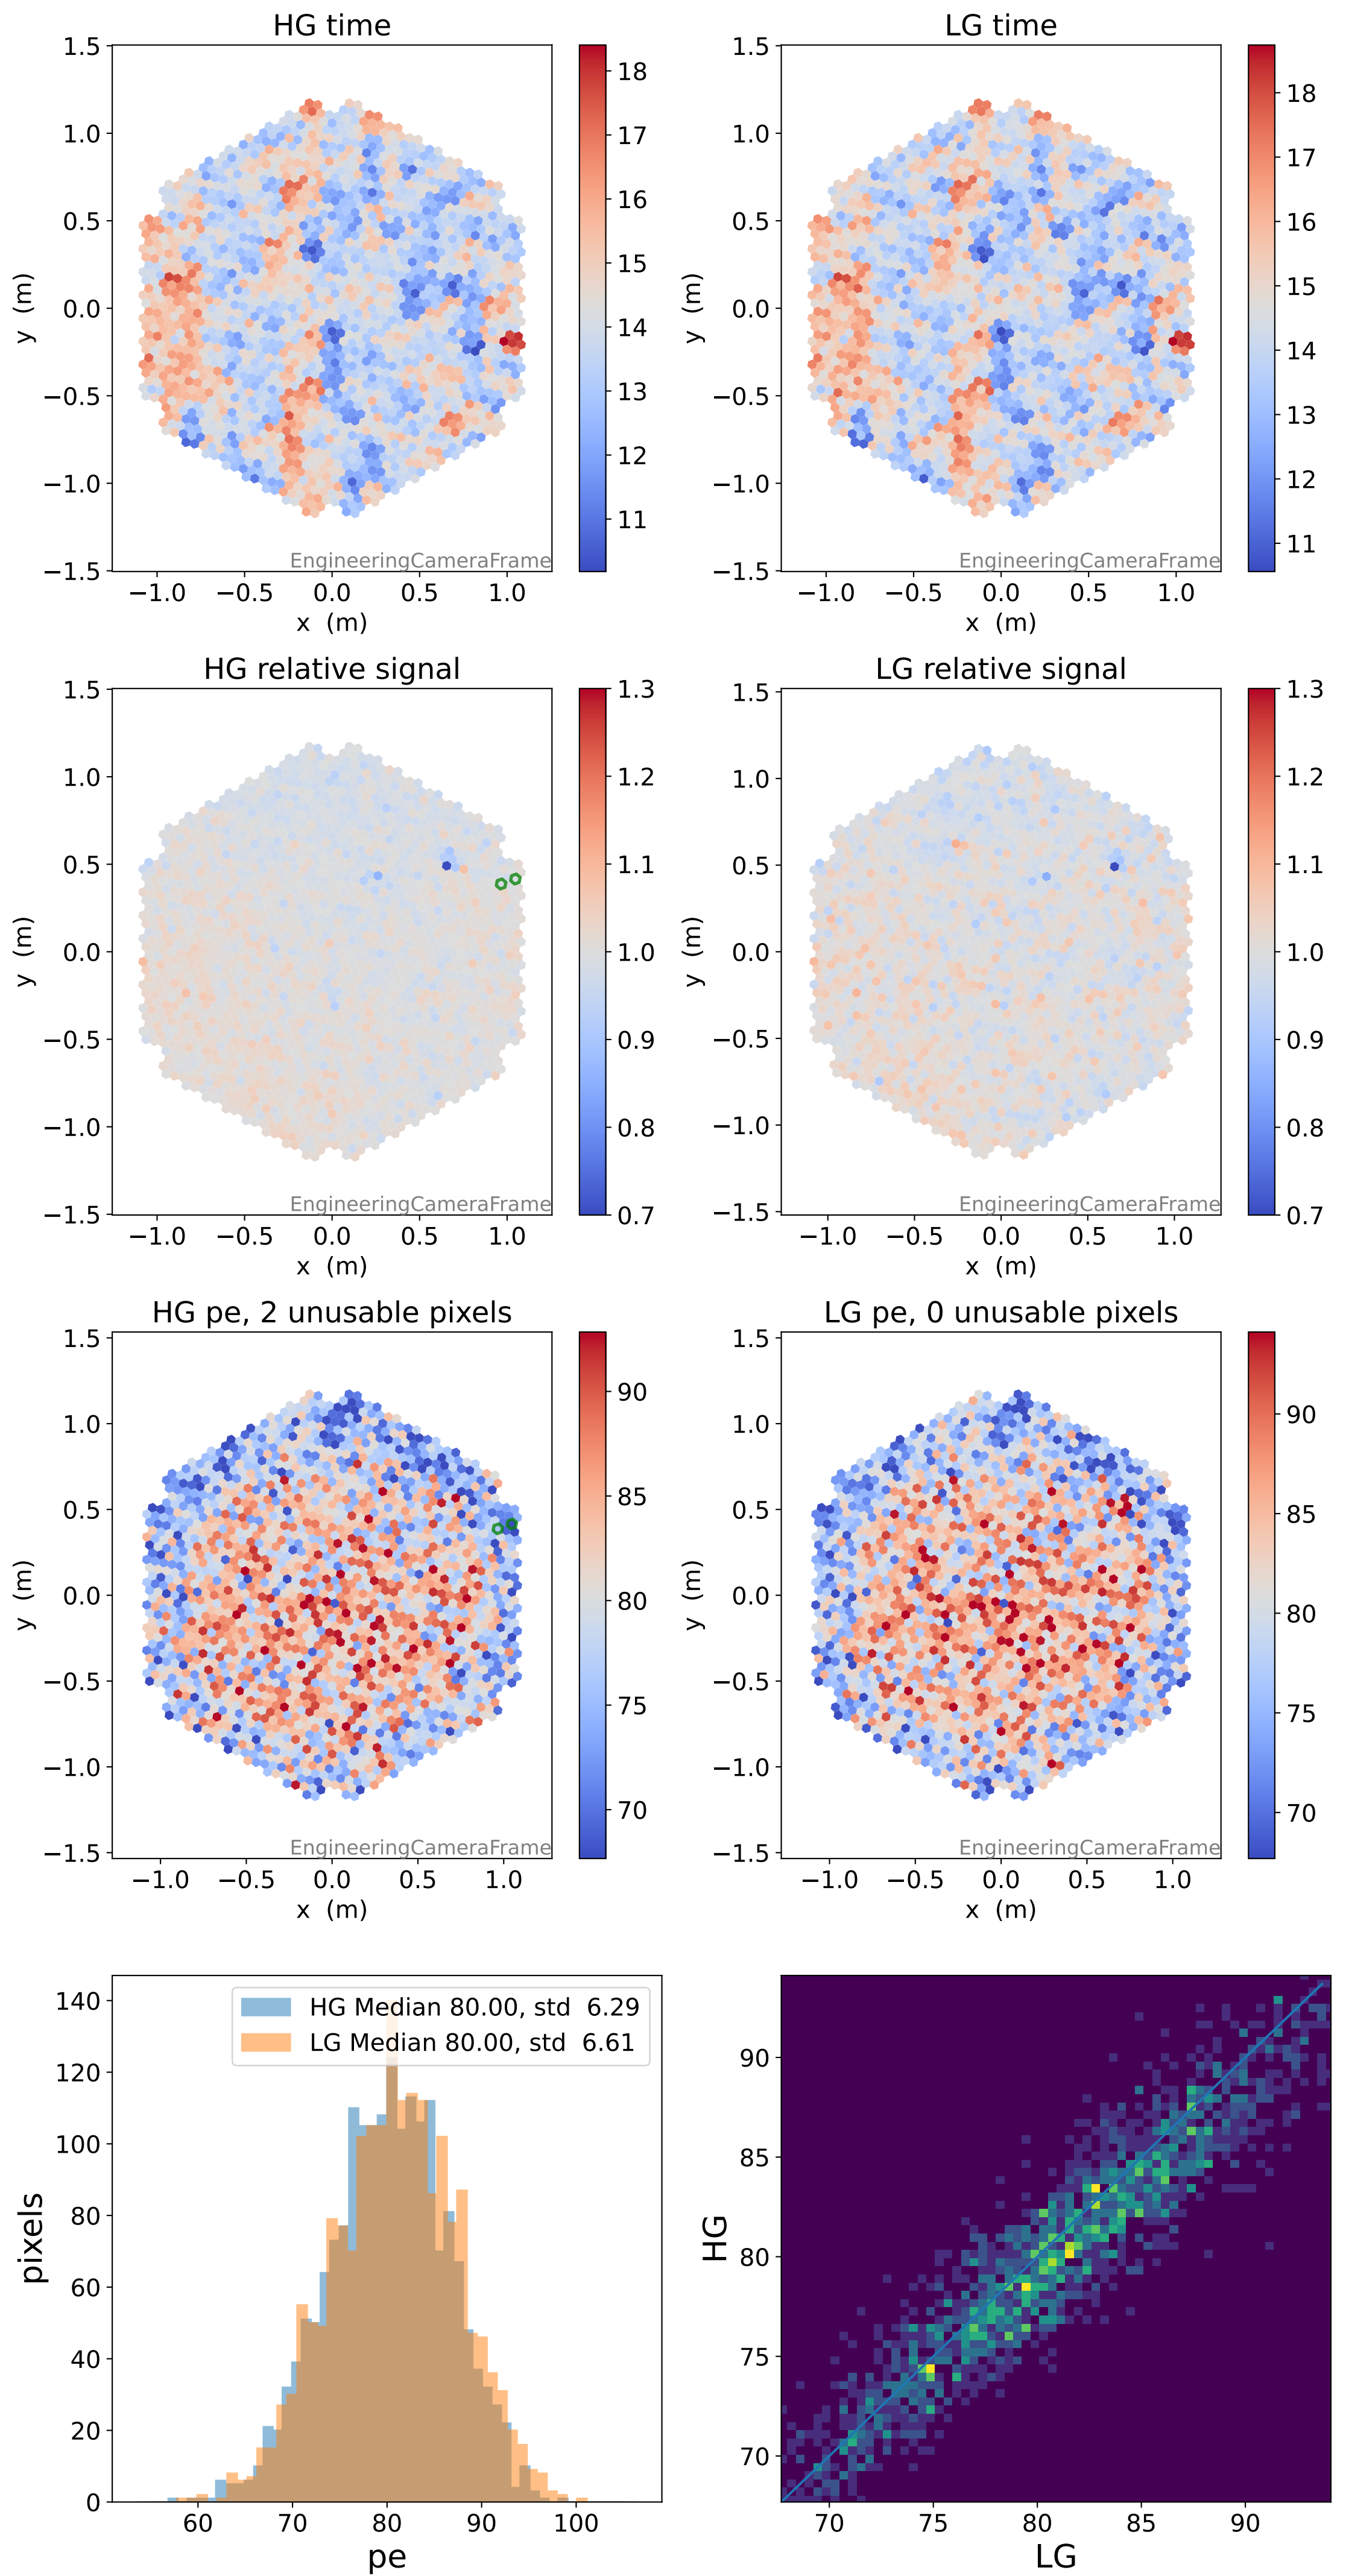 HG time
1.5
1.0
0.5
0.0
−0.5
−1.0
−1.5
y (m)
−1.0 −0.5 0.0 0.5 1.0
x (m)
EngineeringCameraFrame
18
17
16
15
14
13
12
11
LG time
1.5
1.0
0.5
0.0
−0.5
−1.0
−1.5
y (m)
−1.0 −0.5 0.0 0.5 1.0
x (m)
EngineeringCameraFrame
18
17
16
15
14
13
12
11
HG relative signal
1.5
1.0
0.5
0.0
−0.5
−1.0
−1.5
y (m)
−1.0 −0.5 0.0 0.5 1.0
x (m)
EngineeringCameraFrame
1.3
1.2
1.1
1.0
0.9
0.8
0.7
LG relative signal
1.5
1.0
0.5
0.0
−0.5
−1.0
−1.5
y (m)
−1.0 −0.5 0.0 0.5 1.0
x (m)
EngineeringCameraFrame
1.3
1.2
1.1
1.0
0.9
0.8
0.7
HG pe, 2 unusable pixels
1.5
1.0
0.5
0.0
−0.5
−1.0
−1.5
y (m)
−1.0 −0.5 0.0 0.5 1.0
x (m)
EngineeringCameraFrame
90
85
80
75
70
LG pe, 0 unusable pixels
1.5
1.0
0.5
0.0
−0.5
−1.0
−1.5
y (m)
−1.0 −0.5 0.0 0.5 1.0
x (m)
EngineeringCameraFrame
90
85
80
75
70
HG Median 80.00, std 6.29
LG Median 80.00, std 6.61
140
120
100
80
60
40
20
0
pixels
60 70 80 90 100
pe
90
85
80
75
70
HG
70 75 80 85 90
LG